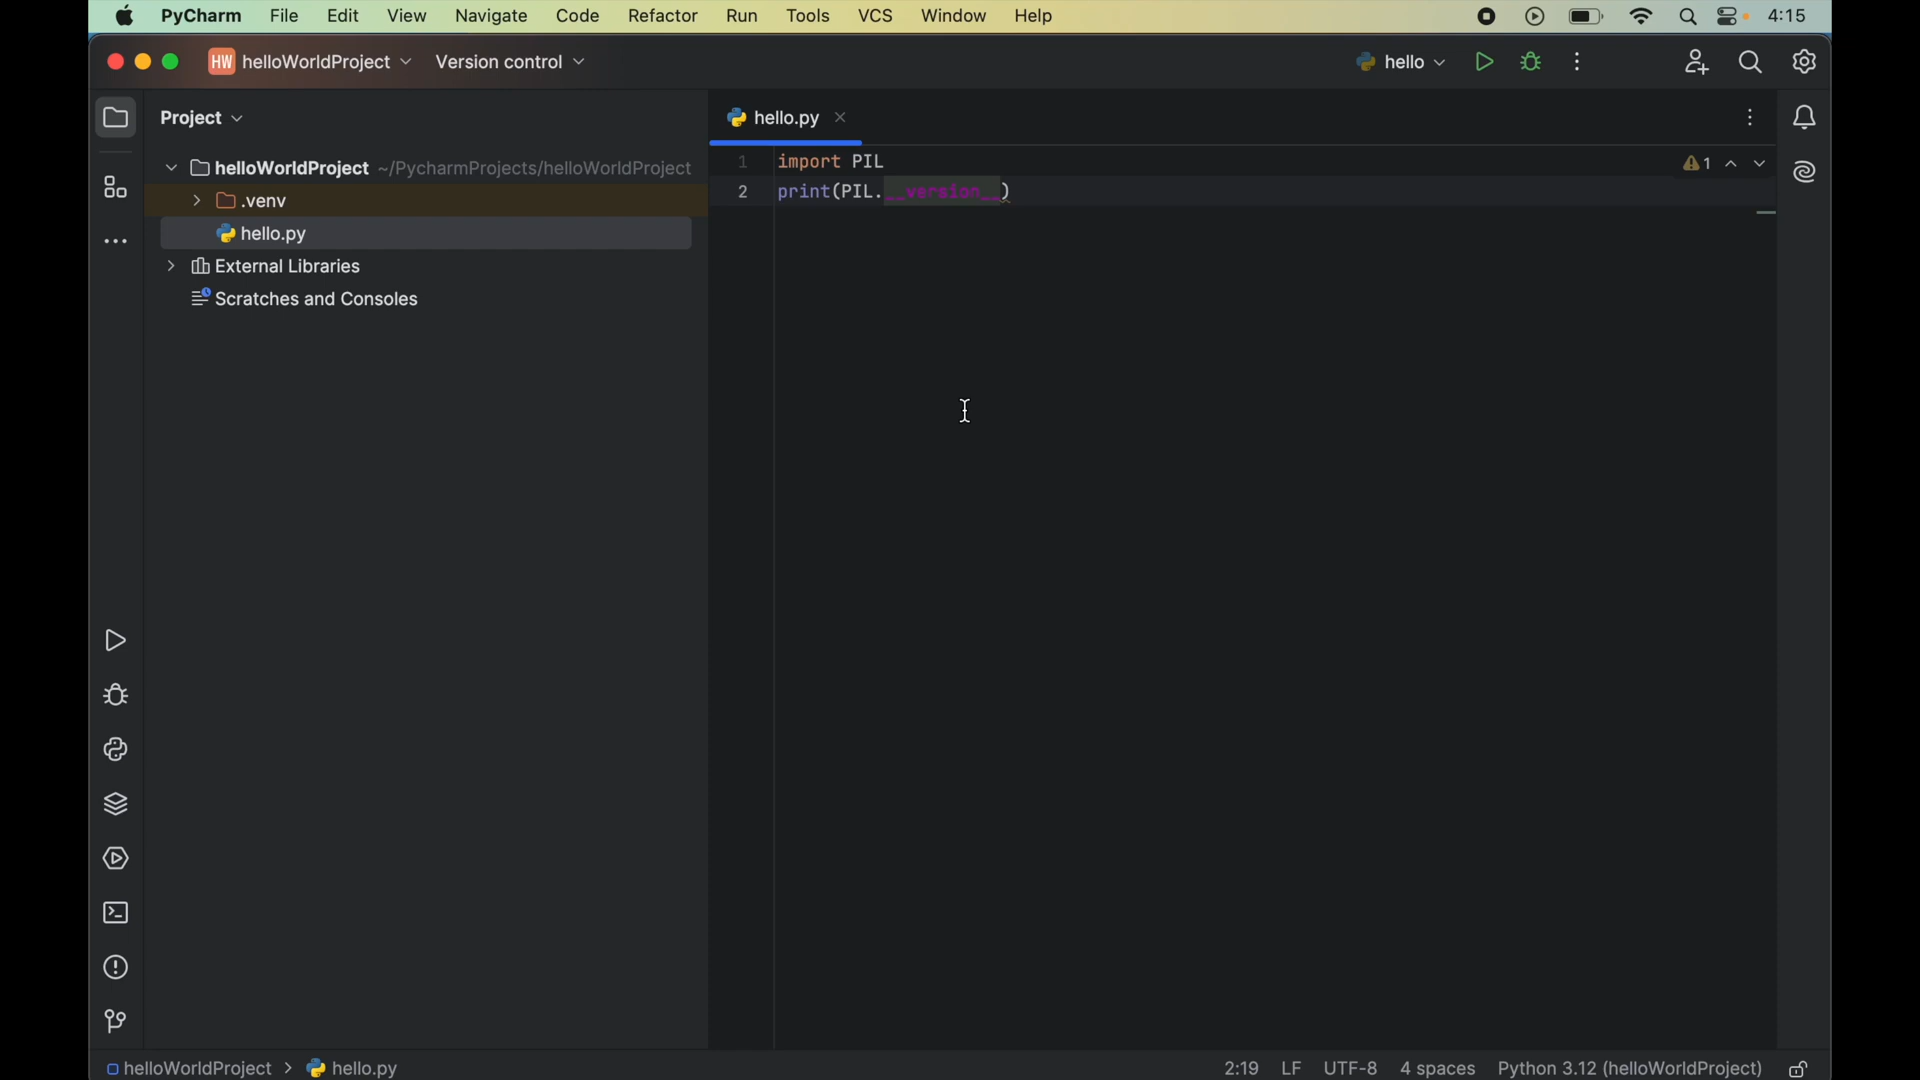 PyCharm File Edit View Navigate Code Refactor Run Tools VCS Window Help 4:15
HW helloWorldProject Version control hello
Project
hello.py
helloWorldProject ~/PycharmProjects/helloWorldProject
.venv
hello.py
External Libraries
Scratches and Consoles
1 import PIL
1
2 print(PIL.__version__)
helloWorldProject > hello.py 2:19 LF UTF-8 4 spaces Python 3.12 (helloWorldProject)